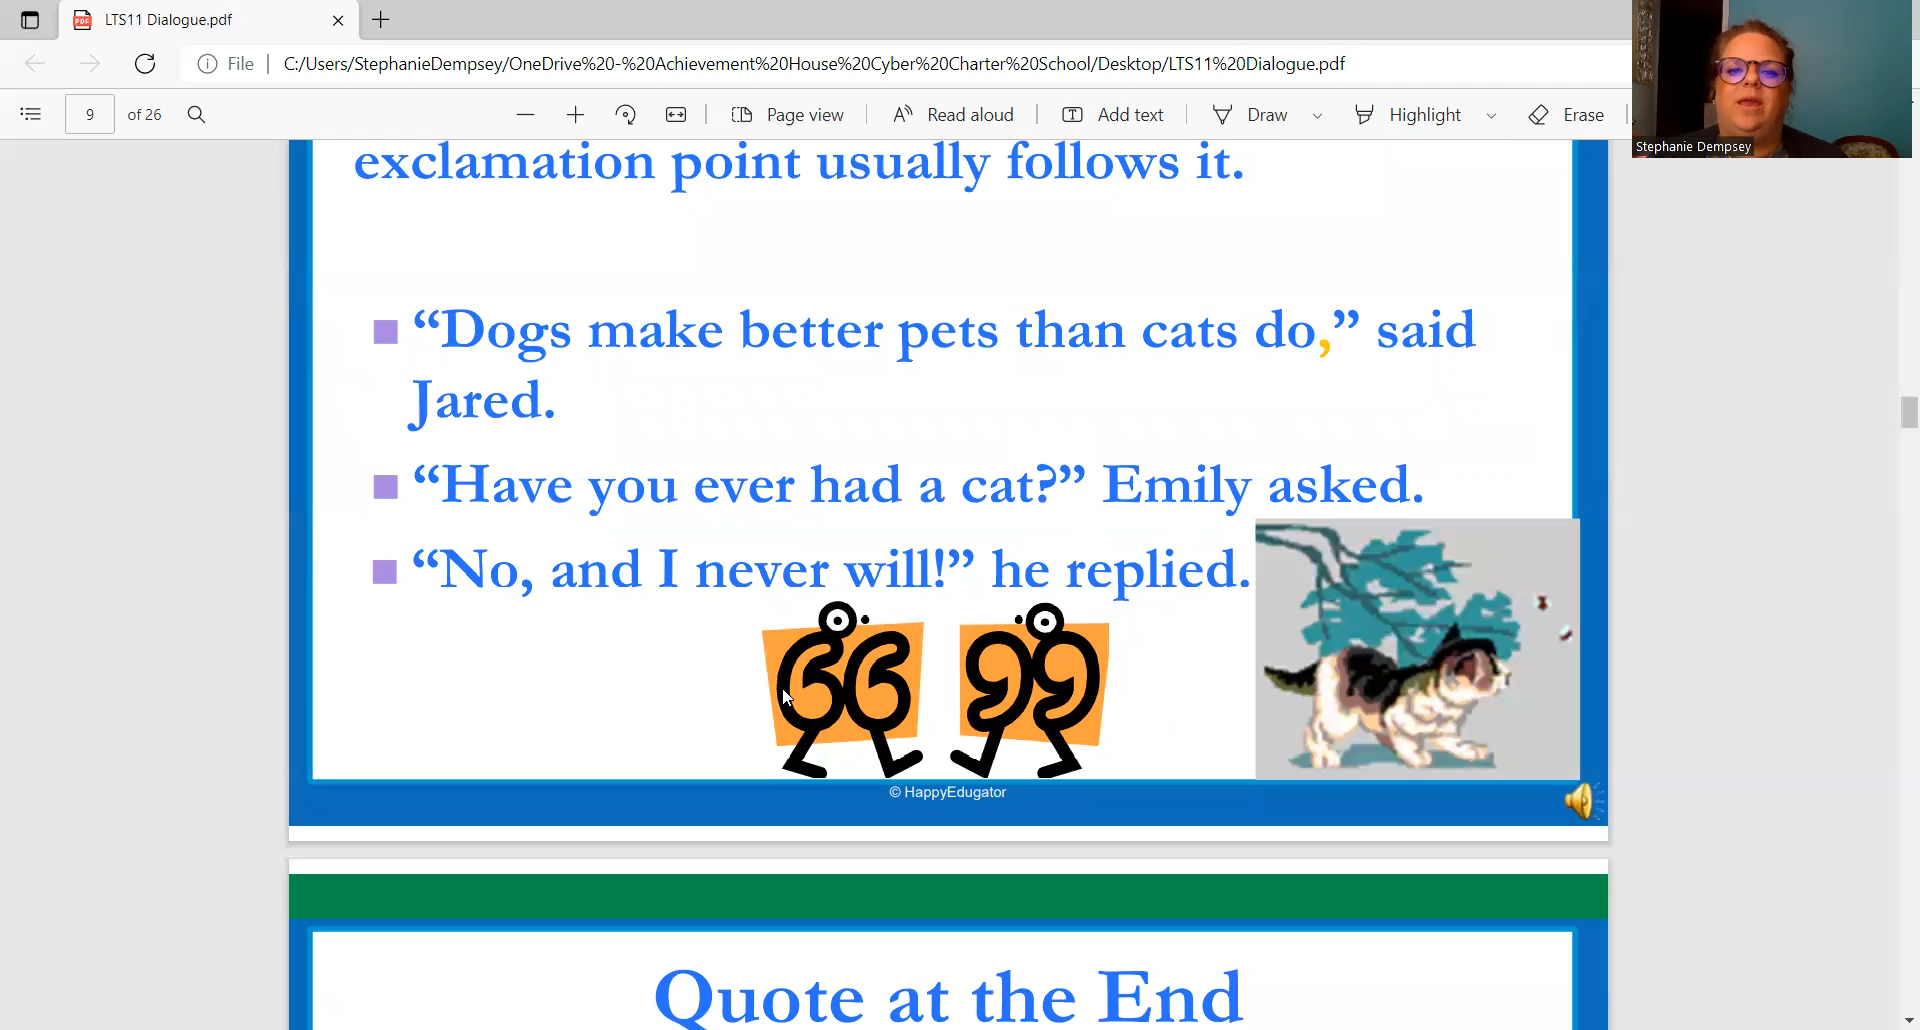 LTS11 Dialogue.pdf
File
C:/Users/StephanieDempsey/OneDrive%20-%20Achievement%20House%20Cyber%20Charter%20School/Desktop/LTS11%20Dialogue.pdf
9 of 26
Page view
Read aloud
Add text
Draw
Highlight
Erase
Stephanie Dempsey
exclamation point usually follows it.
“Dogs make better pets than cats do,” said
Jared.
“Have you ever had a cat?” Emily asked.
“No, and I never will!” he replied.
66 99
© HappyEdugator
Quote at the End